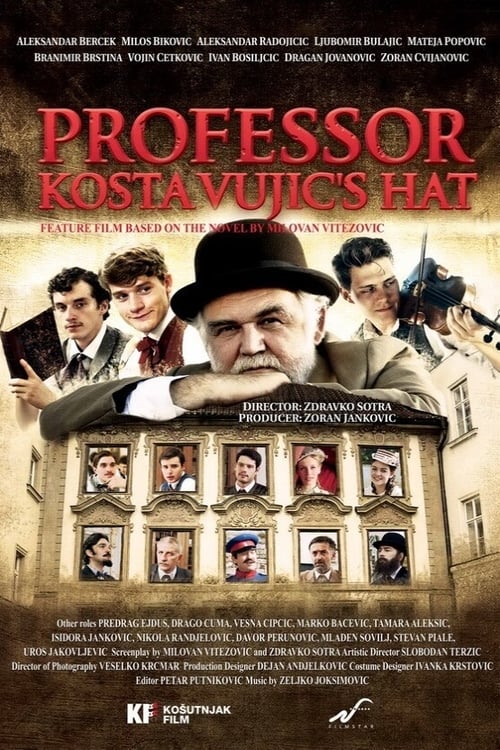 ALEKSANDAR BERCEK MILOS BIKOVIC ALEKSANDAR RADOJICIC LJUBOMIR BULAJIC MATEJA POPOVIC
BRANIMIR BRSTINA VOJIN CETKOVIC IVAN BOSILJCIC DRAGAN JOVANOVIC ZORAN CVIJANOVIC
PROFESSOR
KOSTA VUJIC'S HAT
FEATURE FILM BASED ON THE NOVEL BY MILOVAN VITEZOVIC
DIRECTOR: ZDRAVKO SOTRA
PRODUCER: ZORAN JANKOVIC
Other roles PREDRAG EJDUS, DRAGO CUMA, VESNA CIPCIC, MARKO BACEVIC, TAMARA ALEKSIC,
ISIDORA JANKOVIC, NIKOLA RANDJELOVIC, DAVOR PERUNOVIC, MLADEN SOVILJ, STEVAN PIALE,
UROS JAKOVLJEVIC Screenplay by MILOVAN VITEZOVIC and ZDRAVKO SOTRA Artistic Director SLOBODAN TERZIC
Director of Photography VESELKO KRCMAR Production Designer DEJAN ANDJELKOVIC Costume Designer IVANKA KRSTOVIC
Editor PETAR PUTNIKOVIC Music by ZELJKO JOKSIMOVIC
KF KOŠUTNJAK
FILM
FILMSTAR